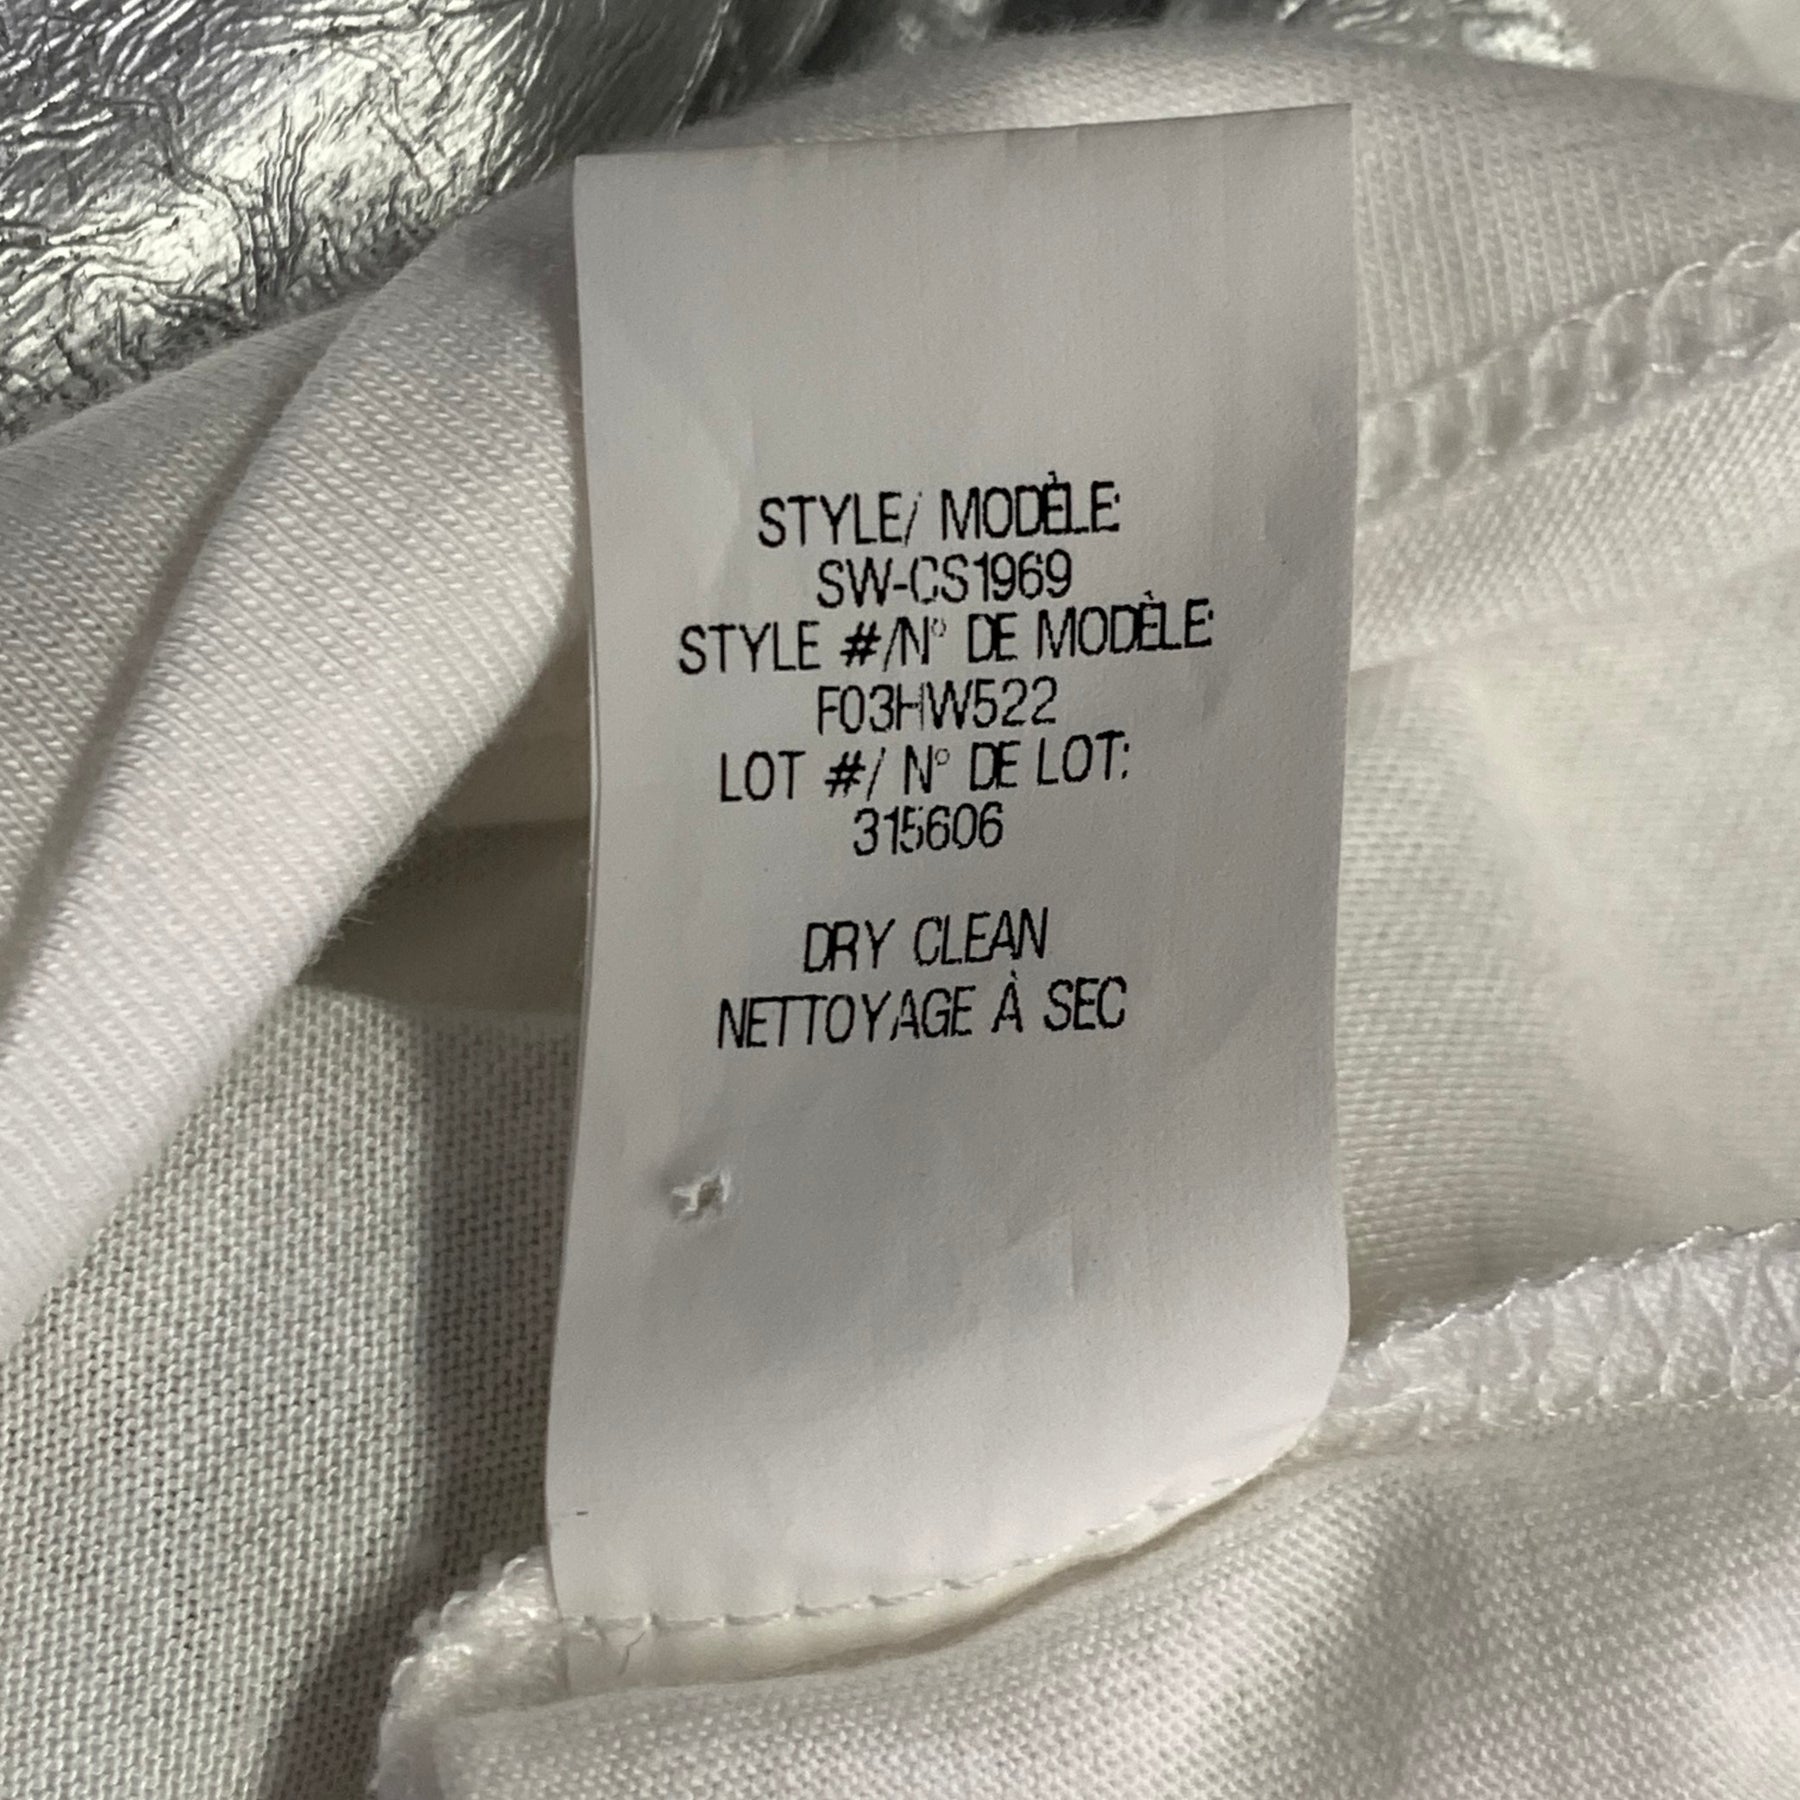 STYLE/ MODÈLE:
SW-CS1969
STYLE #/N° DE MODÈLE:
F03HW522
LOT #/ N° DE LOT:
315606
DRY CLEAN
NETTOYAGE À SEC